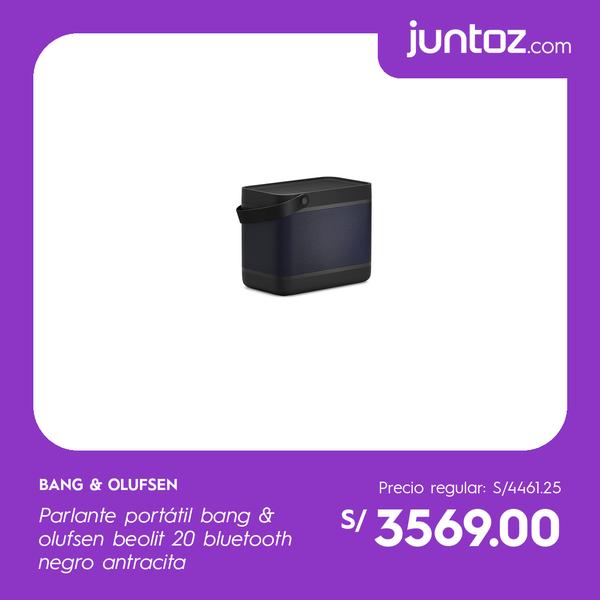 juntoz.com
BANG & OLUFSEN
Parlante portátil bang &
olufsen beolit 20 bluetooth
negro antracita
Precio regular: S/4461.25
S/ 3569.00